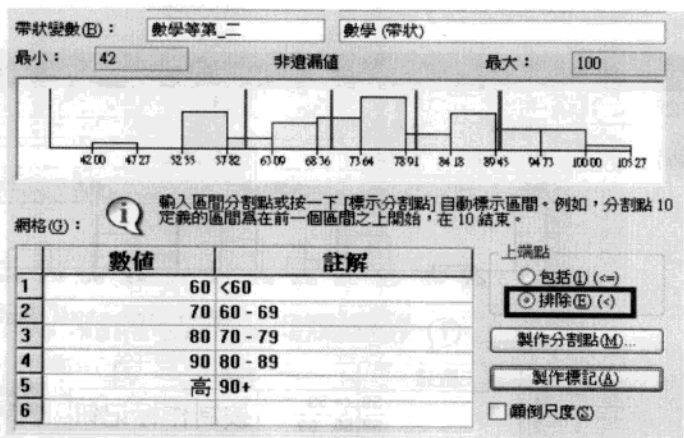 帶狀變數(B)： 數學等第_二 數學 (帶狀)
最小： 42 非遺漏值 最大： 100
42.00 47.27 52.55 57.82 63.09 68.36 73.64 78.91 84.18 89.45 94.73 100.00 105.27
輸入區間分割點或按一下 [標示分割點] 自動標示區間。例如，分割點 10
定義的區間為在前一個區間之上開始，在 10 結束。
網格(G)：
數值 註解
1 60 <60
2 70 60 - 69
3 80 70 - 79
4 90 80 - 89
5 高 90+
6
上端點
包括(I) (<=)
排除(E) (<)
製作分割點(M)...
製作標記(A)
顛倒尺度(S)